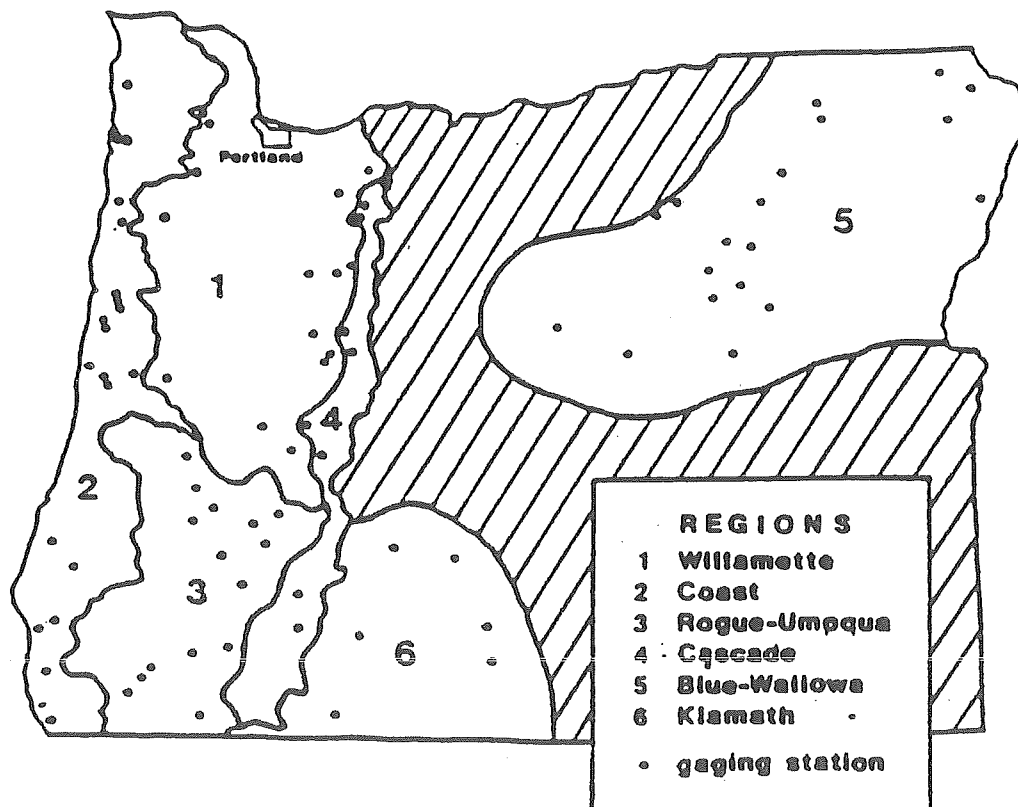 Portland
1
5
4
2
3
6
REGIONS
1 Willamette
2 Coast
3 Rogue-Umpqua
4 Cascade
5 Blue-Wallowa
6 Klamath
• gaging station